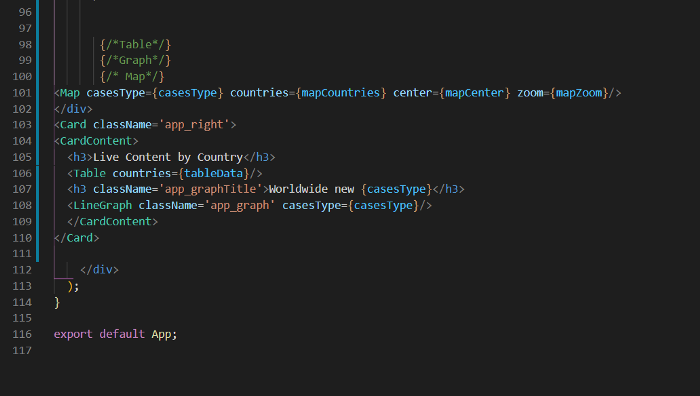 96
97
98 {/*Table*/}
99 {/*Graph*/}
100 {/* Map*/}
101 <Map casesType={casesType} countries={mapCountries} center={mapCenter} zoom={mapZoom}/>
102 </div>
103 <Card className='app_right'>
104 <CardContent>
105 <h3>Live Content by Country</h3>
106 <Table countries={tableData}/>
107 <h3 className='app_graphTitle'>Worldwide new {casesType}</h3>
108 <LineGraph className='app_graph' casesType={casesType}/>
109 </CardContent>
110 </Card>
111
112 </div>
113 );
114 }
115
116 export default App;
117